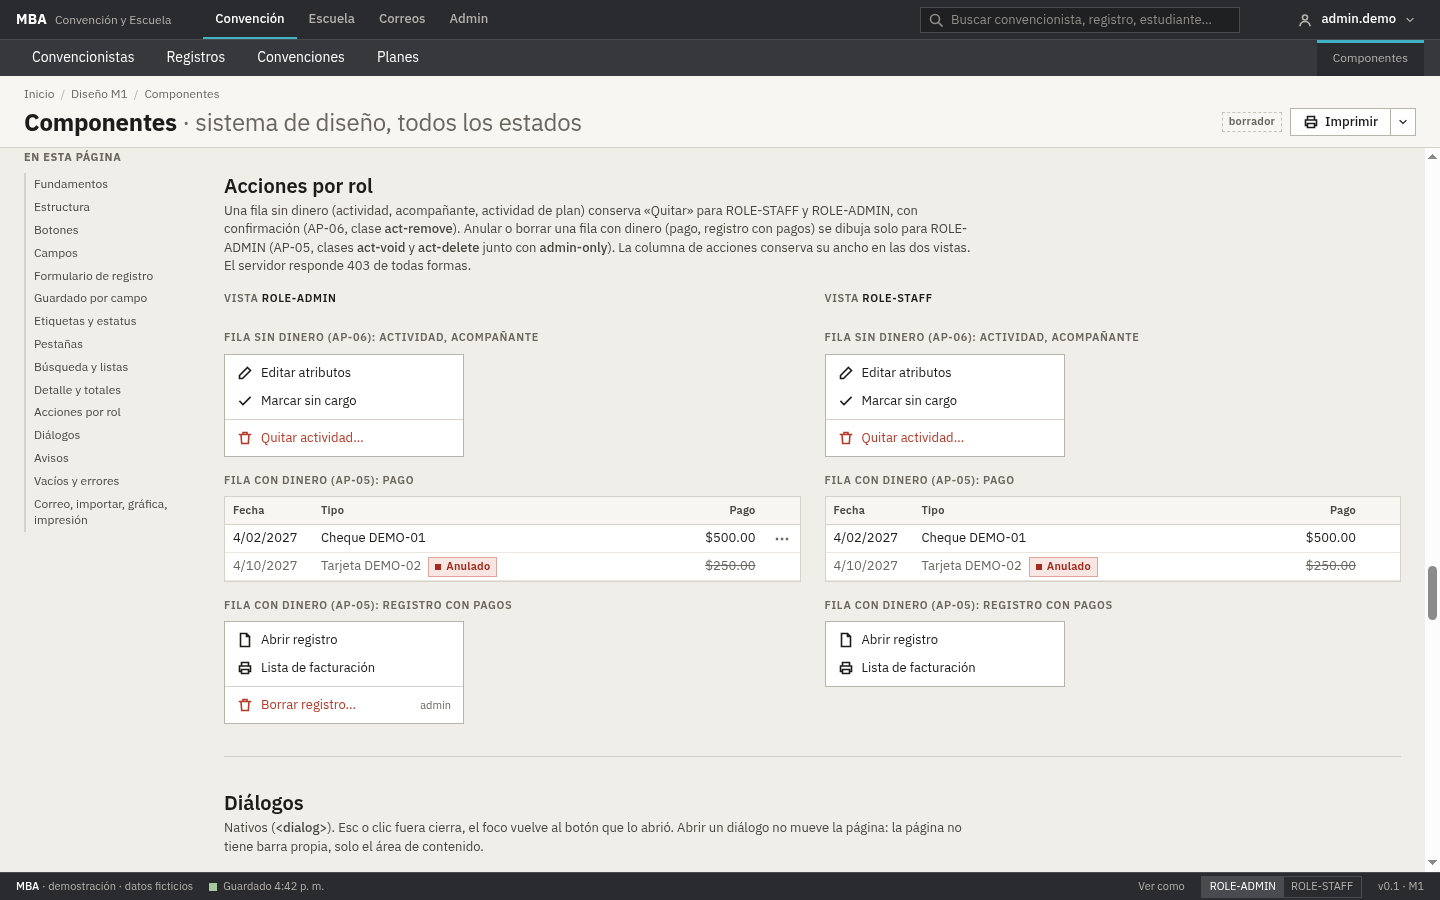 MBA Convención y Escuela
Convención Escuela Correos Admin
Buscar convencionista, registro, estudiante...
admin.demo
Convencionistas Registros Convenciones Planes
Componentes
Inicio / Diseño M1 / Componentes
Componentes · sistema de diseño, todos los estados
borrador
Imprimir
EN ESTA PÁGINA
Fundamentos
Estructura
Botones
Campos
Formulario de registro
Guardado por campo
Etiquetas y estatus
Pestañas
Búsqueda y listas
Detalle y totales
Acciones por rol
Diálogos
Avisos
Vacíos y errores
Correo, importar, gráfica,
impresión
Acciones por rol
Una fila sin dinero (actividad, acompañante, actividad de plan) conserva «Quitar» para ROLE-STAFF y ROLE-ADMIN, con
confirmación (AP-06, clase act-remove). Anular o borrar una fila con dinero (pago, registro con pagos) se dibuja solo para ROLE-
ADMIN (AP-05, clases act-void y act-delete junto con admin-only). La columna de acciones conserva su ancho en las dos vistas.
El servidor responde 403 de todas formas.
VISTA ROLE-ADMIN
FILA SIN DINERO (AP-06): ACTIVIDAD, ACOMPAÑANTE
Editar atributos
Marcar sin cargo
Quitar actividad...
FILA CON DINERO (AP-05): PAGO
Fecha Tipo Pago
4/02/2027 Cheque DEMO-01 $500.00
4/10/2027 Tarjeta DEMO-02 Anulado $250.00
FILA CON DINERO (AP-05): REGISTRO CON PAGOS
Abrir registro
Lista de facturación
Borrar registro... admin
VISTA ROLE-STAFF
FILA SIN DINERO (AP-06): ACTIVIDAD, ACOMPAÑANTE
Editar atributos
Marcar sin cargo
Quitar actividad...
FILA CON DINERO (AP-05): PAGO
Fecha Tipo Pago
4/02/2027 Cheque DEMO-01 $500.00
4/10/2027 Tarjeta DEMO-02 Anulado $250.00
FILA CON DINERO (AP-05): REGISTRO CON PAGOS
Abrir registro
Lista de facturación
Diálogos
Nativos (<dialog>). Esc o clic fuera cierra, el foco vuelve al botón que lo abrió. Abrir un diálogo no mueve la página: la página no
tiene barra propia, solo el área de contenido.
MBA · demostración · datos ficticios Guardado 4:42 p. m.
Ver como ROLE-ADMIN ROLE-STAFF v0.1 · M1